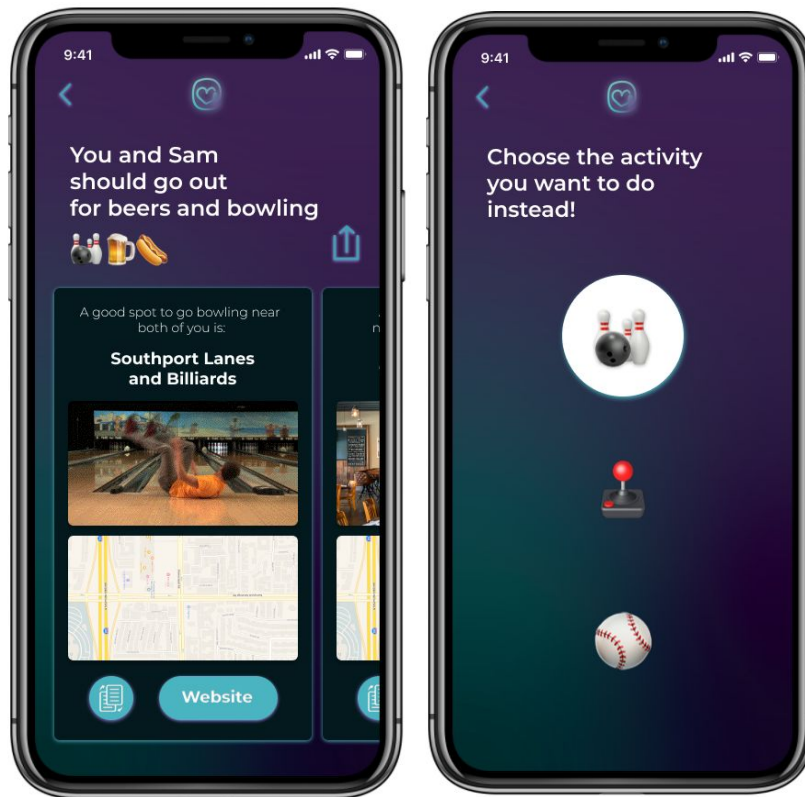 9:41
You and Sam
should go out
for beers and bowling
A good spot to go bowling near
both of you is:
Southport Lanes
and Billiards
Website
9:41
Choose the activity
you want to do
instead!